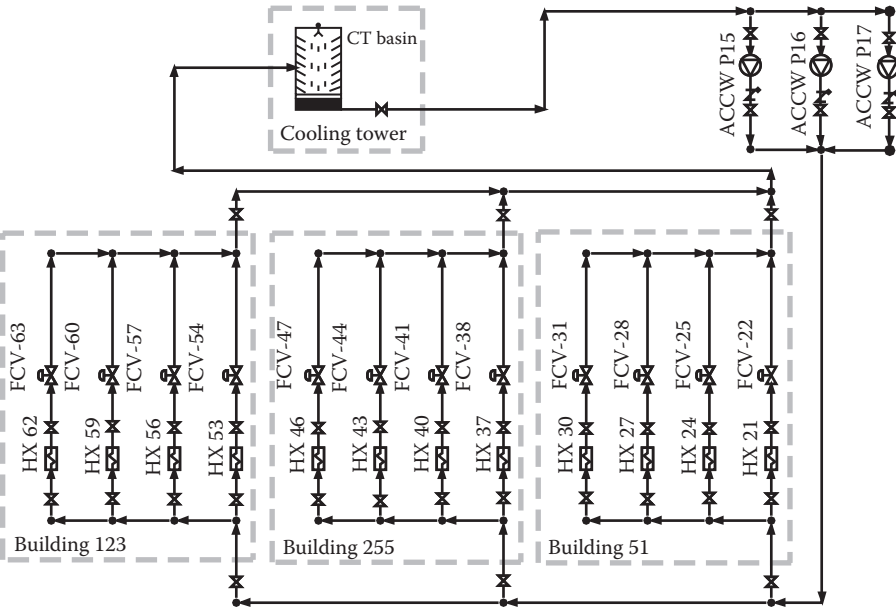 CT basin
Cooling tower
ACCW P15
ACCW P16
ACCW P17
FCV-63
FCV-60
FCV-57
FCV-54
HX 62
HX 59
HX 56
HX 53
Building 123
FCV-47
FCV-44
FCV-41
FCV-38
HX 46
HX 43
HX 40
HX 37
Building 255
FCV-31
FCV-28
FCV-25
FCV-22
HX 30
HX 27
HX 24
HX 21
Building 51